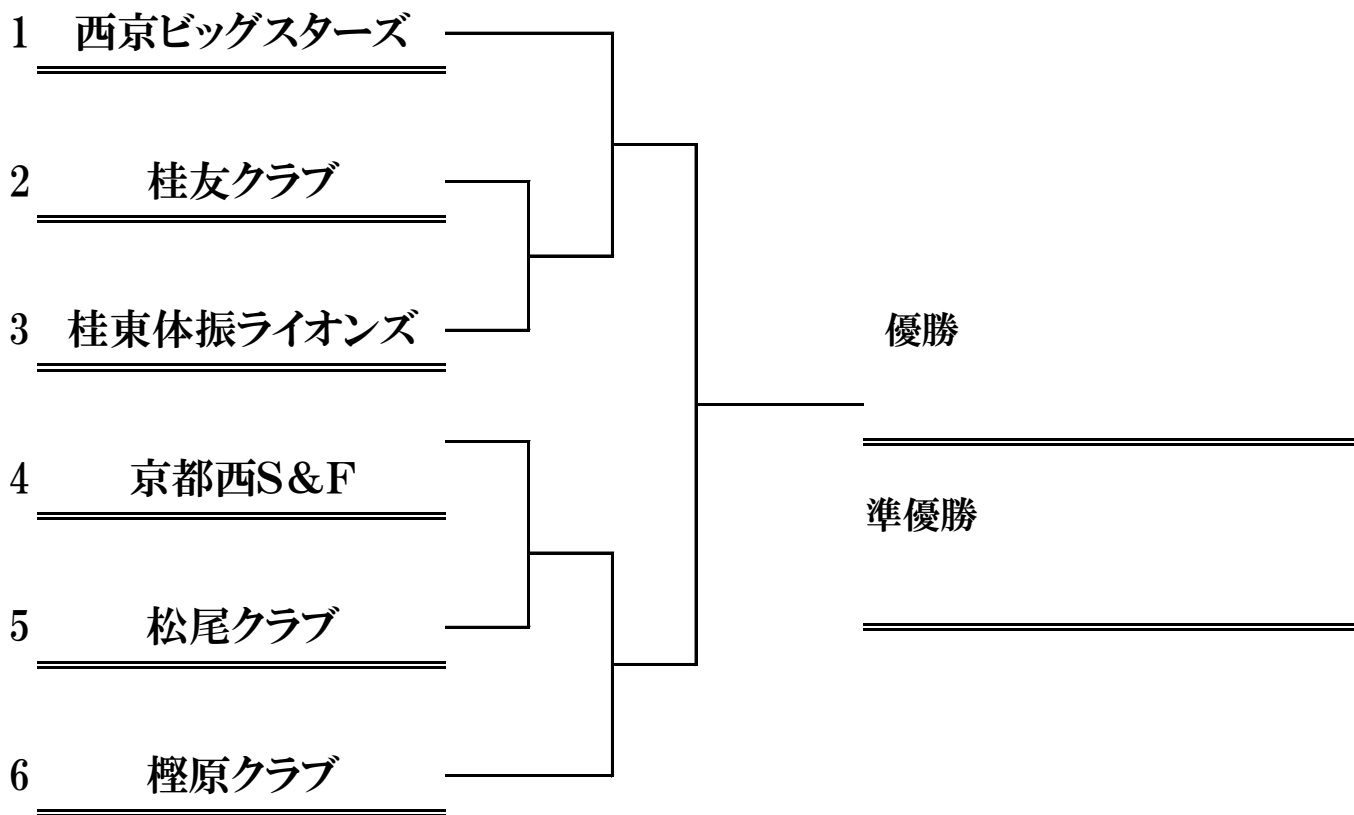 1 西京ビッグスターズ
2 桂友クラブ
3 桂東体振ライオンズ
優勝
4 京都西S&F
準優勝
5 松尾クラブ
6 樫原クラブ